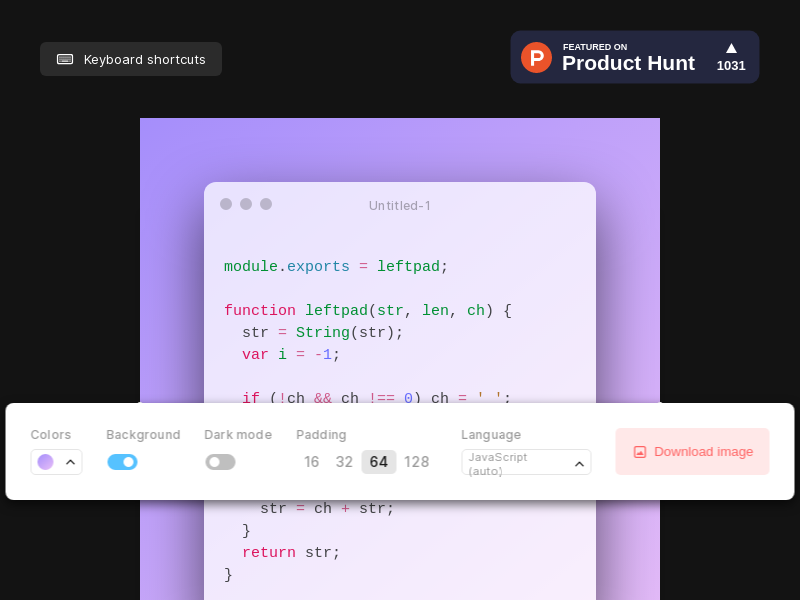 Keyboard shortcuts
FEATURED ON
Product Hunt
1031
Untitled-1
module.exports = leftpad;
function leftpad(str, len, ch) {
  str = String(str);
  var i = -1;
  if (!ch && ch !== 0) ch = ' ';
Colors
Background
Dark mode
Padding
16 32 64 128
Language
JavaScript
(auto)
Download image
    str = ch + str;
  }
  return str;
}